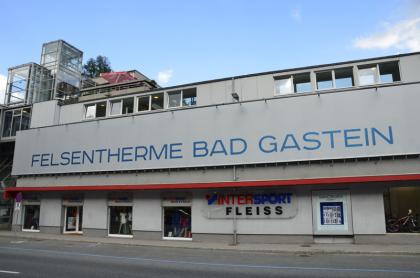 FELSENTHERME BAD GASTEIN
INTERSPORT
FLEISS